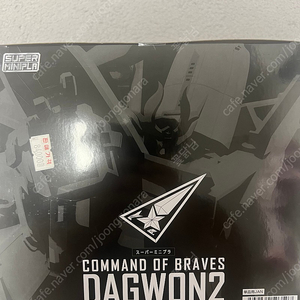 SUPER
MINIPLA
スーパーミニプラ
COMMAND OF BRAVES
DAGWON2
cafe.naver.com/joonggonara